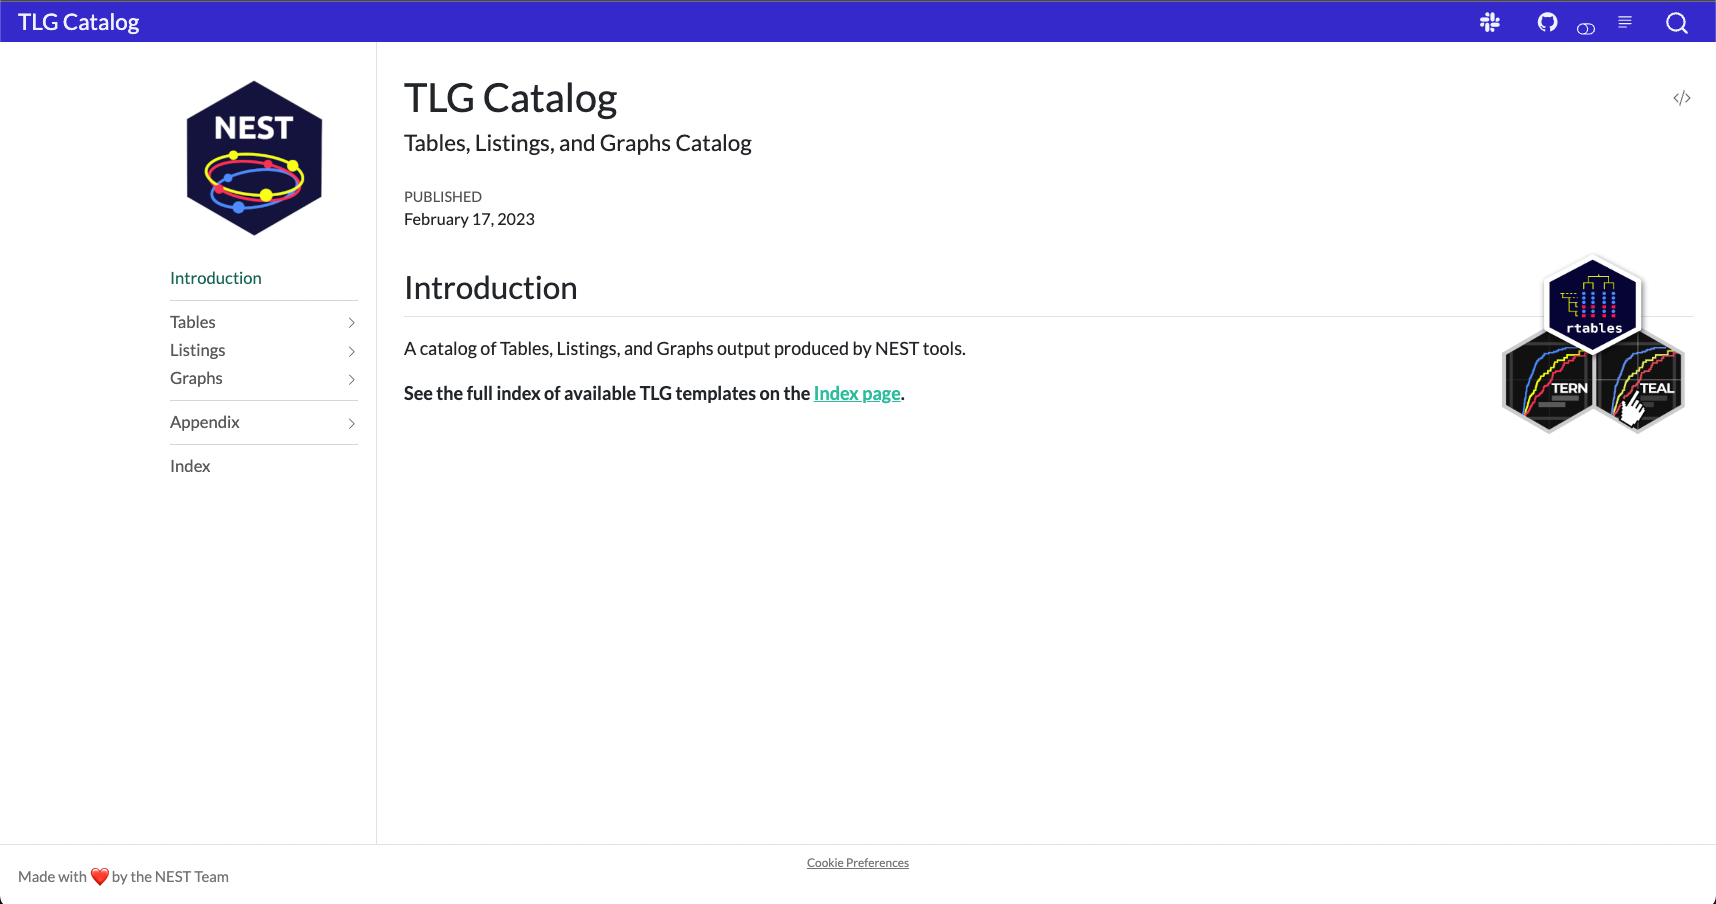 TLG Catalog
NEST
Introduction
Tables
Listings
Graphs
Appendix
Index
TLG Catalog
</>
Tables, Listings, and Graphs Catalog
PUBLISHED
February 17, 2023
Introduction
A catalog of Tables, Listings, and Graphs output produced by NEST tools.
See the full index of available TLG templates on the Index page.
rtables
TERN
TEAL
Cookie Preferences
Made with ❤️ by the NEST Team